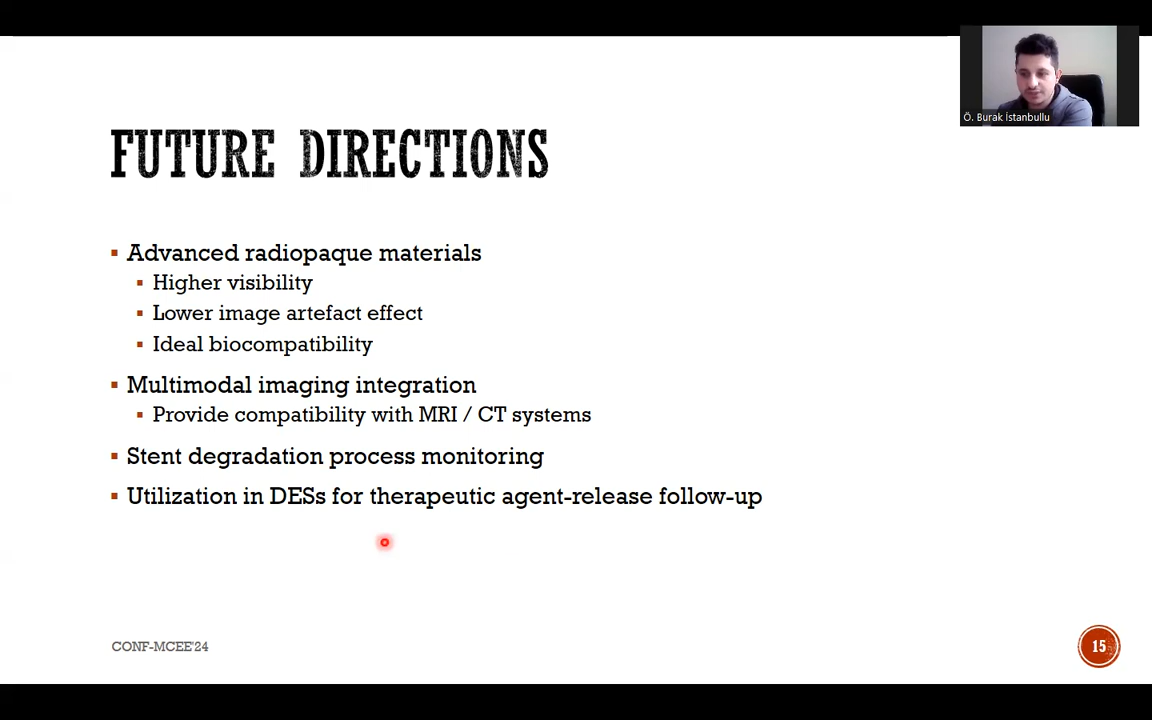 Ö. Burak İstanbullu
FUTURE DIRECTIONS
Advanced radiopaque materials
Higher visibility
Lower image artefact effect
Ideal biocompatibility
Multimodal imaging integration
Provide compatibility with MRI / CT systems
Stent degradation process monitoring
Utilization in DESs for therapeutic agent-release follow-up
CONF-MCEE'24
15